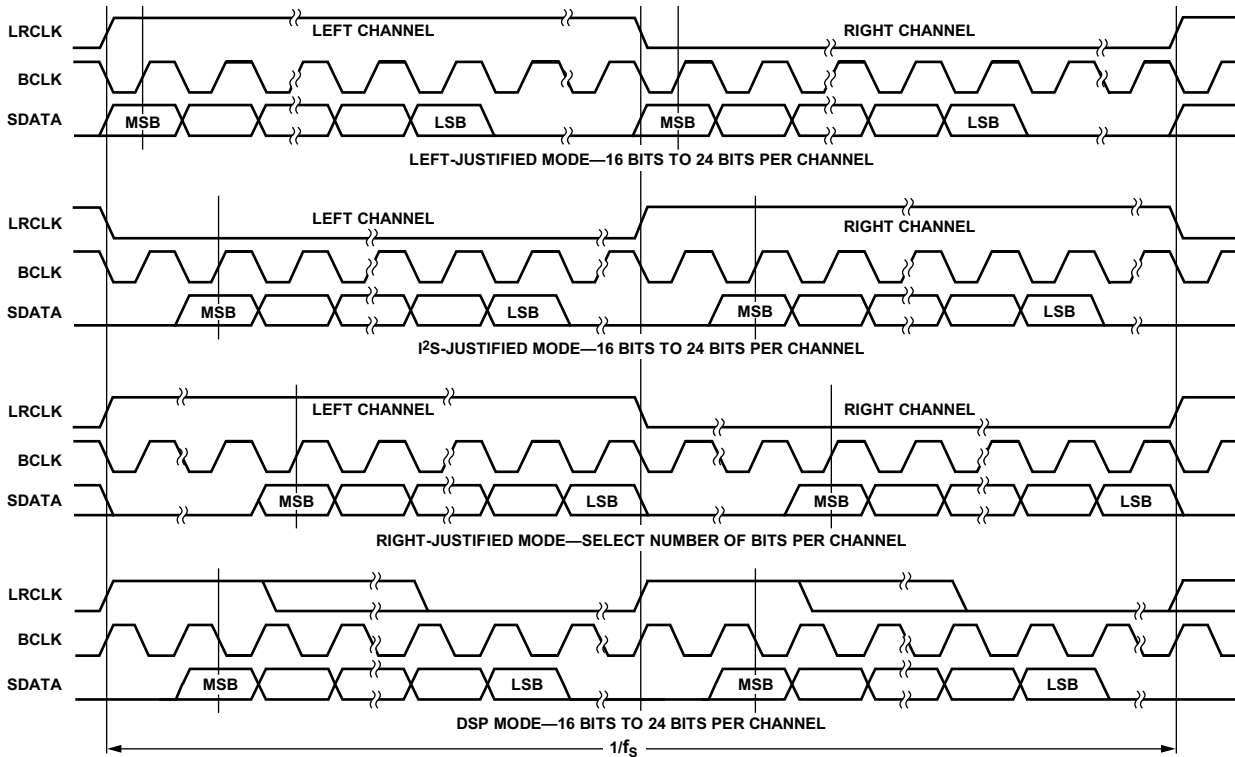 LRCLK LEFT CHANNEL RIGHT CHANNEL
BCLK
SDATA MSB LSB MSB LSB
LEFT-JUSTIFIED MODE—16 BITS TO 24 BITS PER CHANNEL
LRCLK LEFT CHANNEL RIGHT CHANNEL
BCLK
SDATA MSB LSB MSB LSB
I²S-JUSTIFIED MODE—16 BITS TO 24 BITS PER CHANNEL
LRCLK LEFT CHANNEL RIGHT CHANNEL
BCLK
SDATA MSB LSB MSB LSB
RIGHT-JUSTIFIED MODE—SELECT NUMBER OF BITS PER CHANNEL
LRCLK
BCLK
SDATA MSB LSB MSB LSB
DSP MODE—16 BITS TO 24 BITS PER CHANNEL
1/fS